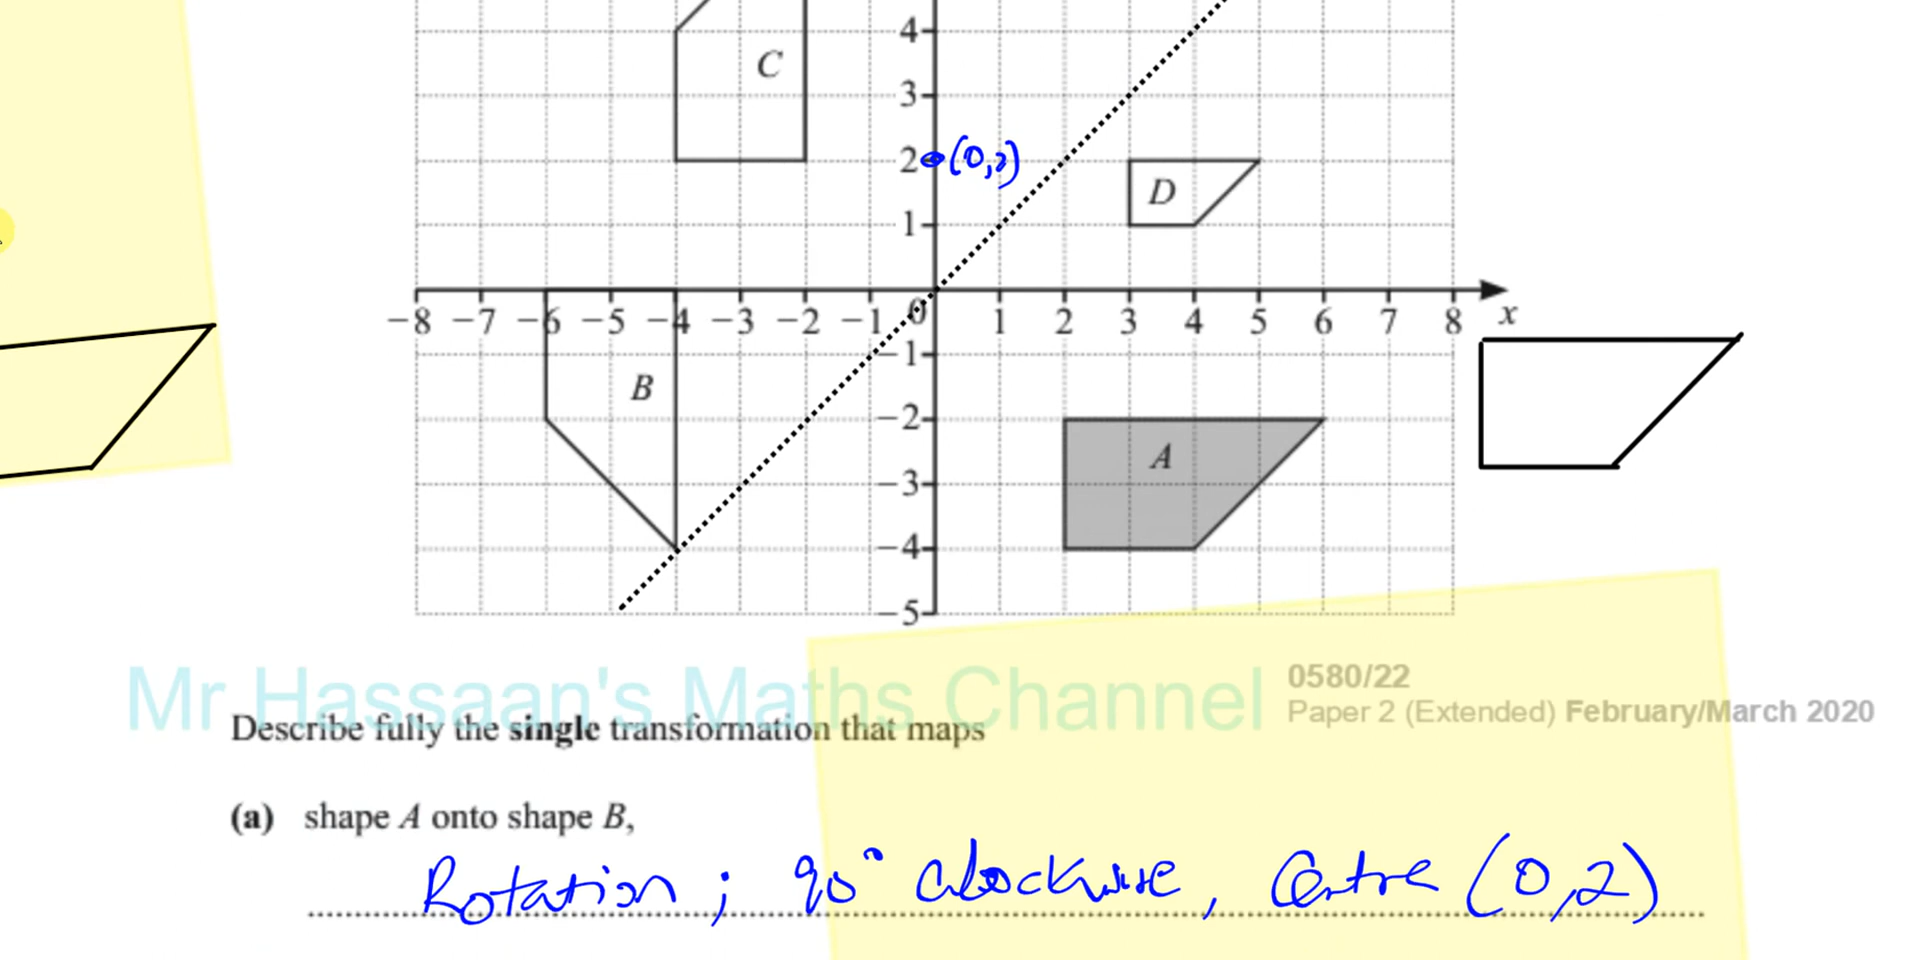 4
C
3
2 (0,2)
D
1
−8 −7 −6 −5 −4 −3 −2 −1 0 1 2 3 4 5 6 7 8 x
−1
B
−2
A
−3
−4
−5
Mr Hassaan's Maths Channel
0580/22
Paper 2 (Extended) February/March 2020
Describe fully the single transformation that maps
(a) shape A onto shape B,
Rotation ; 90° clockwise, Centre (0,2)